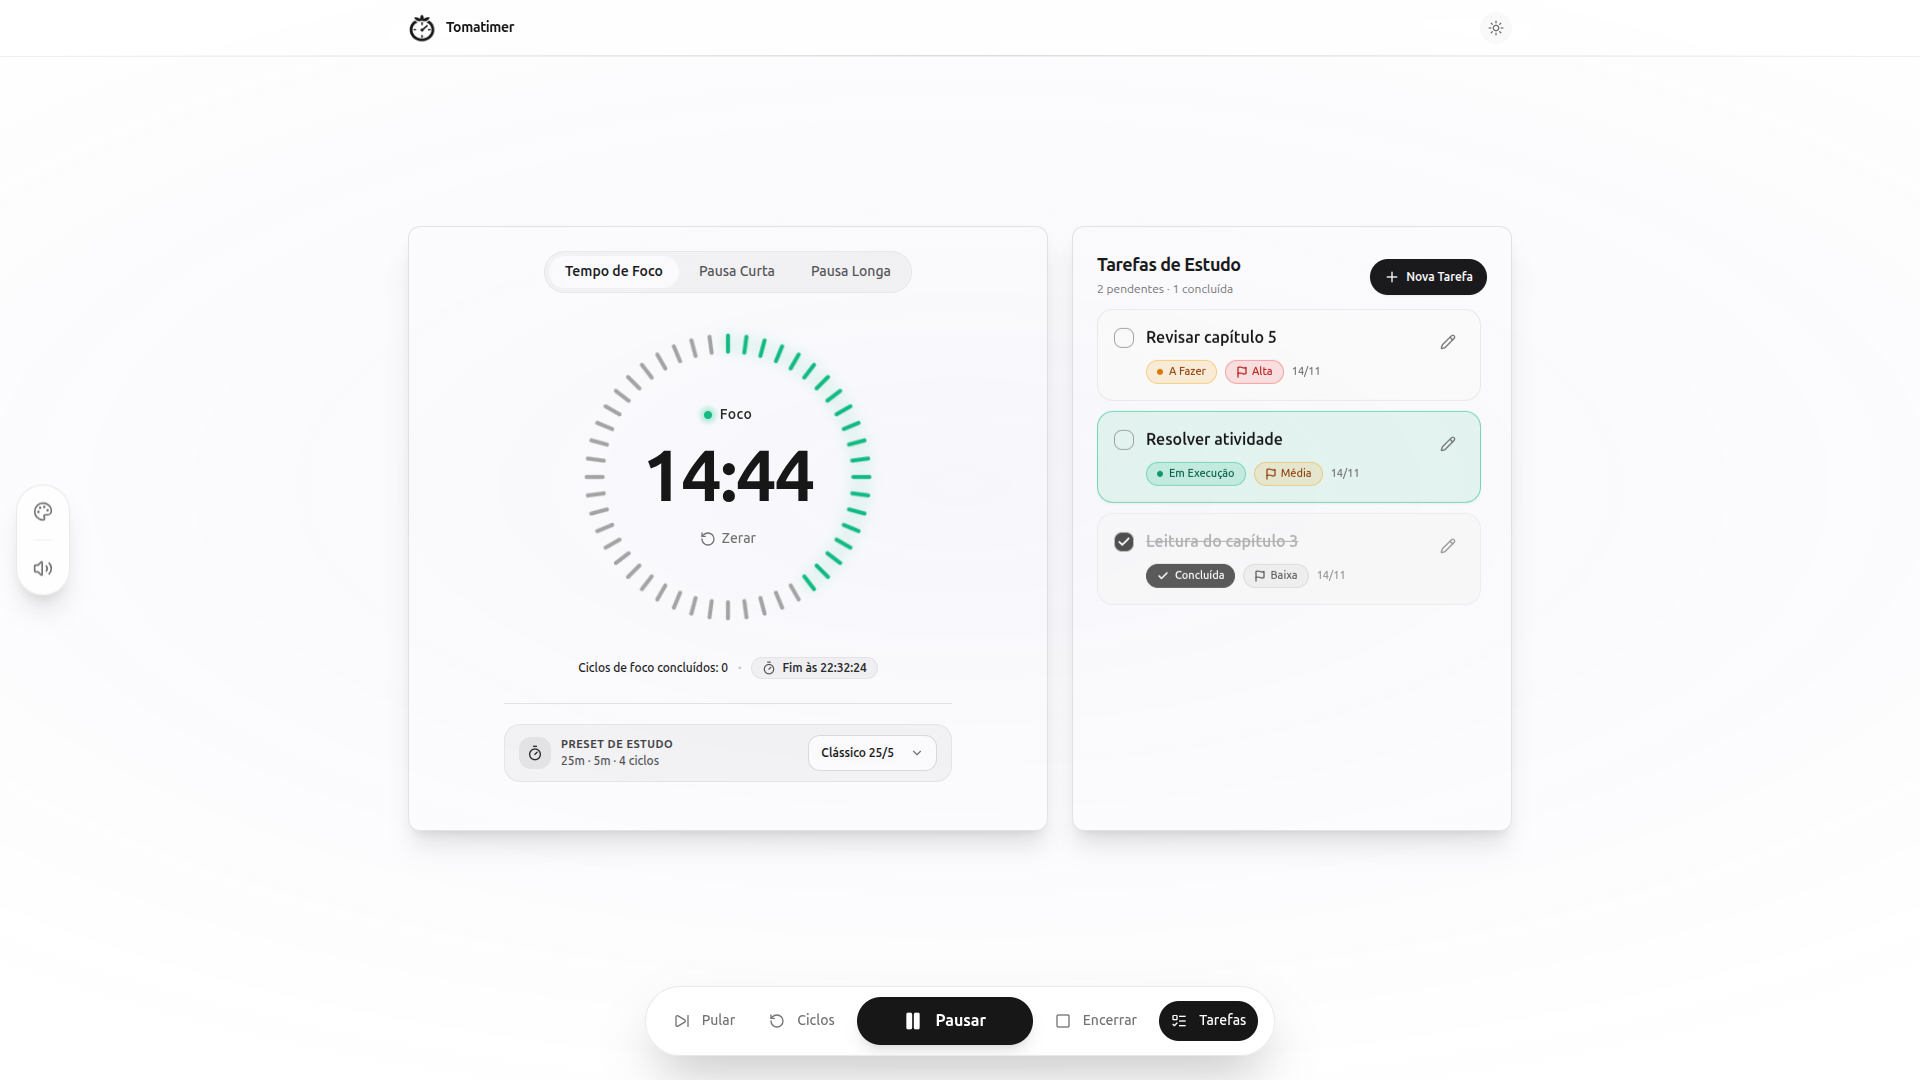 Tomatimer
Tempo de Foco
Pausa Curta
Pausa Longa
Foco
14:44
Zerar
Ciclos de foco concluídos: 0 · Fim às 22:32:24
PRESET DE ESTUDO
25m · 5m · 4 ciclos
Clássico 25/5
Tarefas de Estudo
2 pendentes · 1 concluída
Nova Tarefa
Revisar capítulo 5
A Fazer Alta 14/11
Resolver atividade
Em Execução Média 14/11
Leitura do capítulo 3
Concluída Baixa 14/11
Pular
Ciclos
Pausar
Encerrar
Tarefas